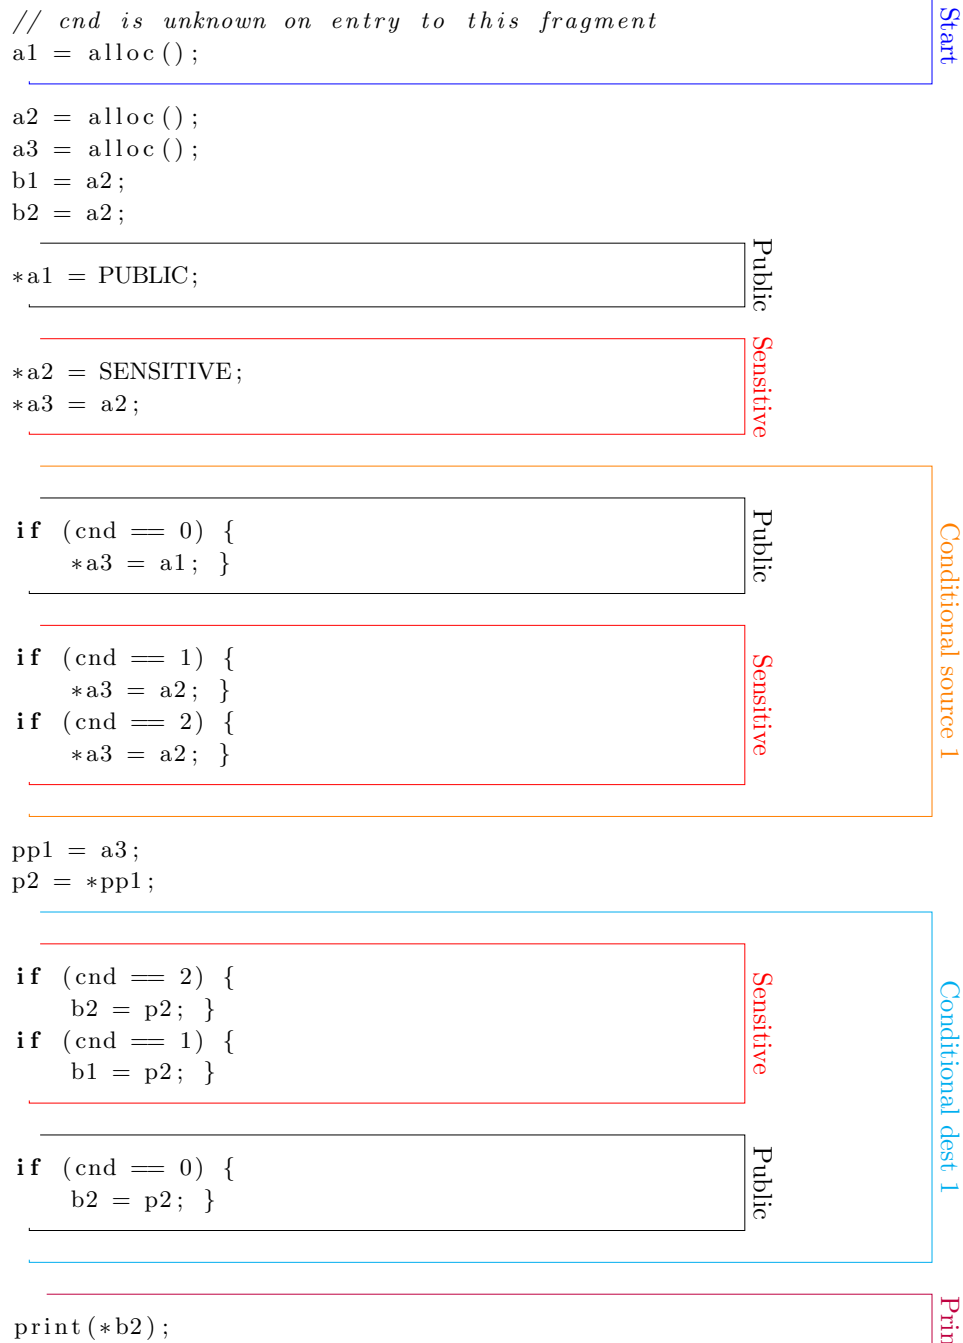 // cnd is unknown on entry to this fragment
a1 = alloc();
Start
a2 = alloc();
a3 = alloc();
b1 = a2;
b2 = a2;
*a1 = PUBLIC;
Public
*a2 = SENSITIVE;
*a3 = a2;
Sensitive
if (cnd == 0) {
    *a3 = a1; }
Public
if (cnd == 1) {
    *a3 = a2; }
if (cnd == 2) {
    *a3 = a2; }
Sensitive
Conditional source 1
pp1 = a3;
p2 = *pp1;
if (cnd == 2) {
    b2 = p2; }
if (cnd == 1) {
    b1 = p2; }
Sensitive
if (cnd == 0) {
    b2 = p2; }
Public
Conditional dest 1
print(*b2);